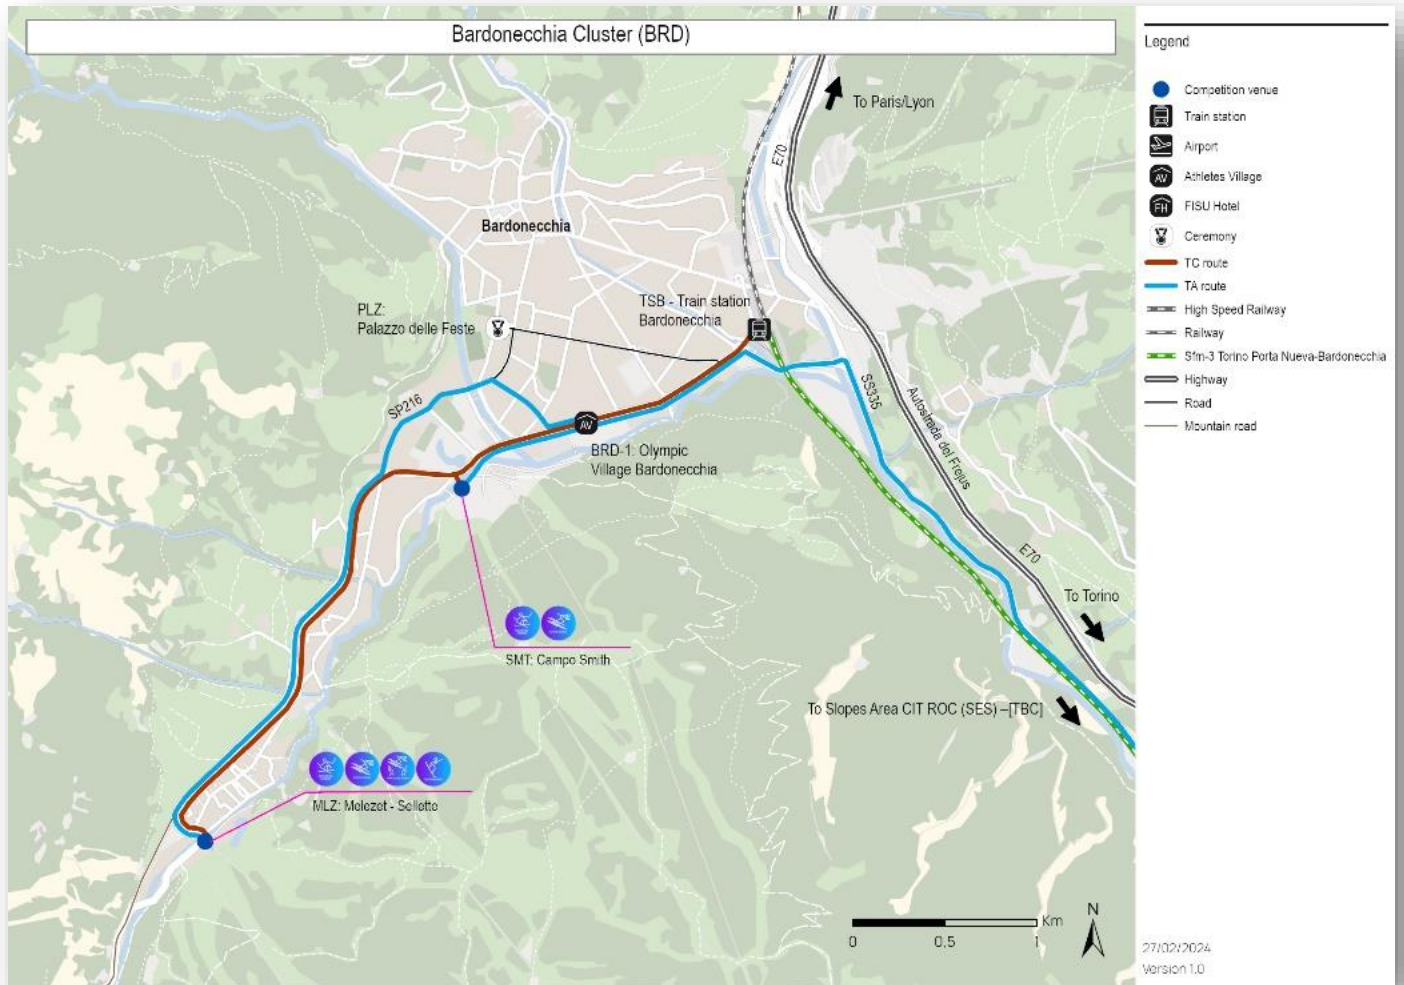 Bardonecchia Cluster (BRD)
Legend
Competition venue
Train station
Airport
AV
Athletes Village
FH
FISU Hotel
Ceremony
TC route
TA route
High Speed Railway
Railway
Sfm-3 Torino Porta Nueva-Bardonecchia
Highway
Road
Mountain road
To Paris/Lyon
E70
Bardonecchia
PLZ:
Palazzo delle Feste
TSB - Train station
Bardonecchia
SP216
SS335
Autostrada del Frejus
AV
BRD-1: Olympic
Village Bardonecchia
E70
To Torino
SMT: Campo Smith
To Slopes Area CIT ROC (SES) –[TBC]
MLZ: Melezet - Sellette
Km
0 0,5 1
N
27/02/2024
Version 1.0